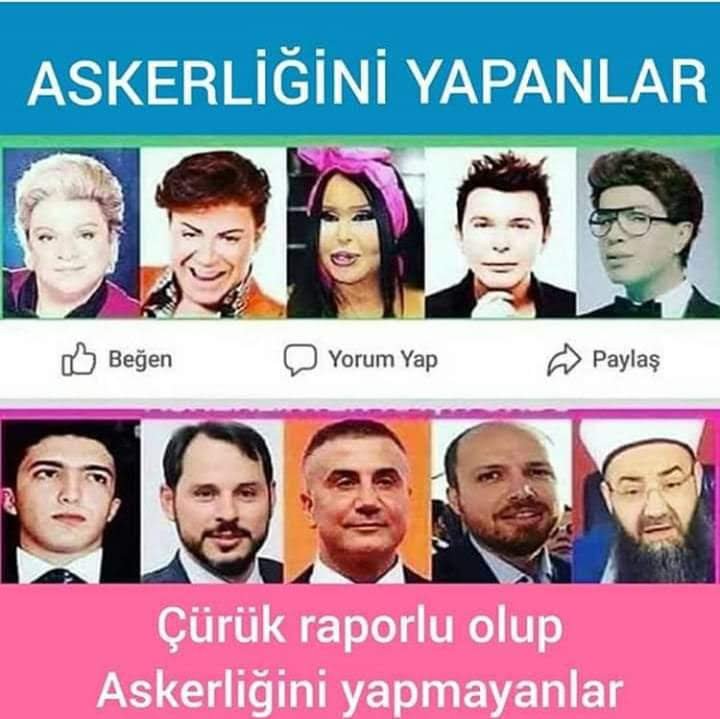 ASKERLİĞİNİ YAPANLAR
Beğen
Yorum Yap
Paylaş
Çürük raporlu olup
Askerliğini yapmayanlar